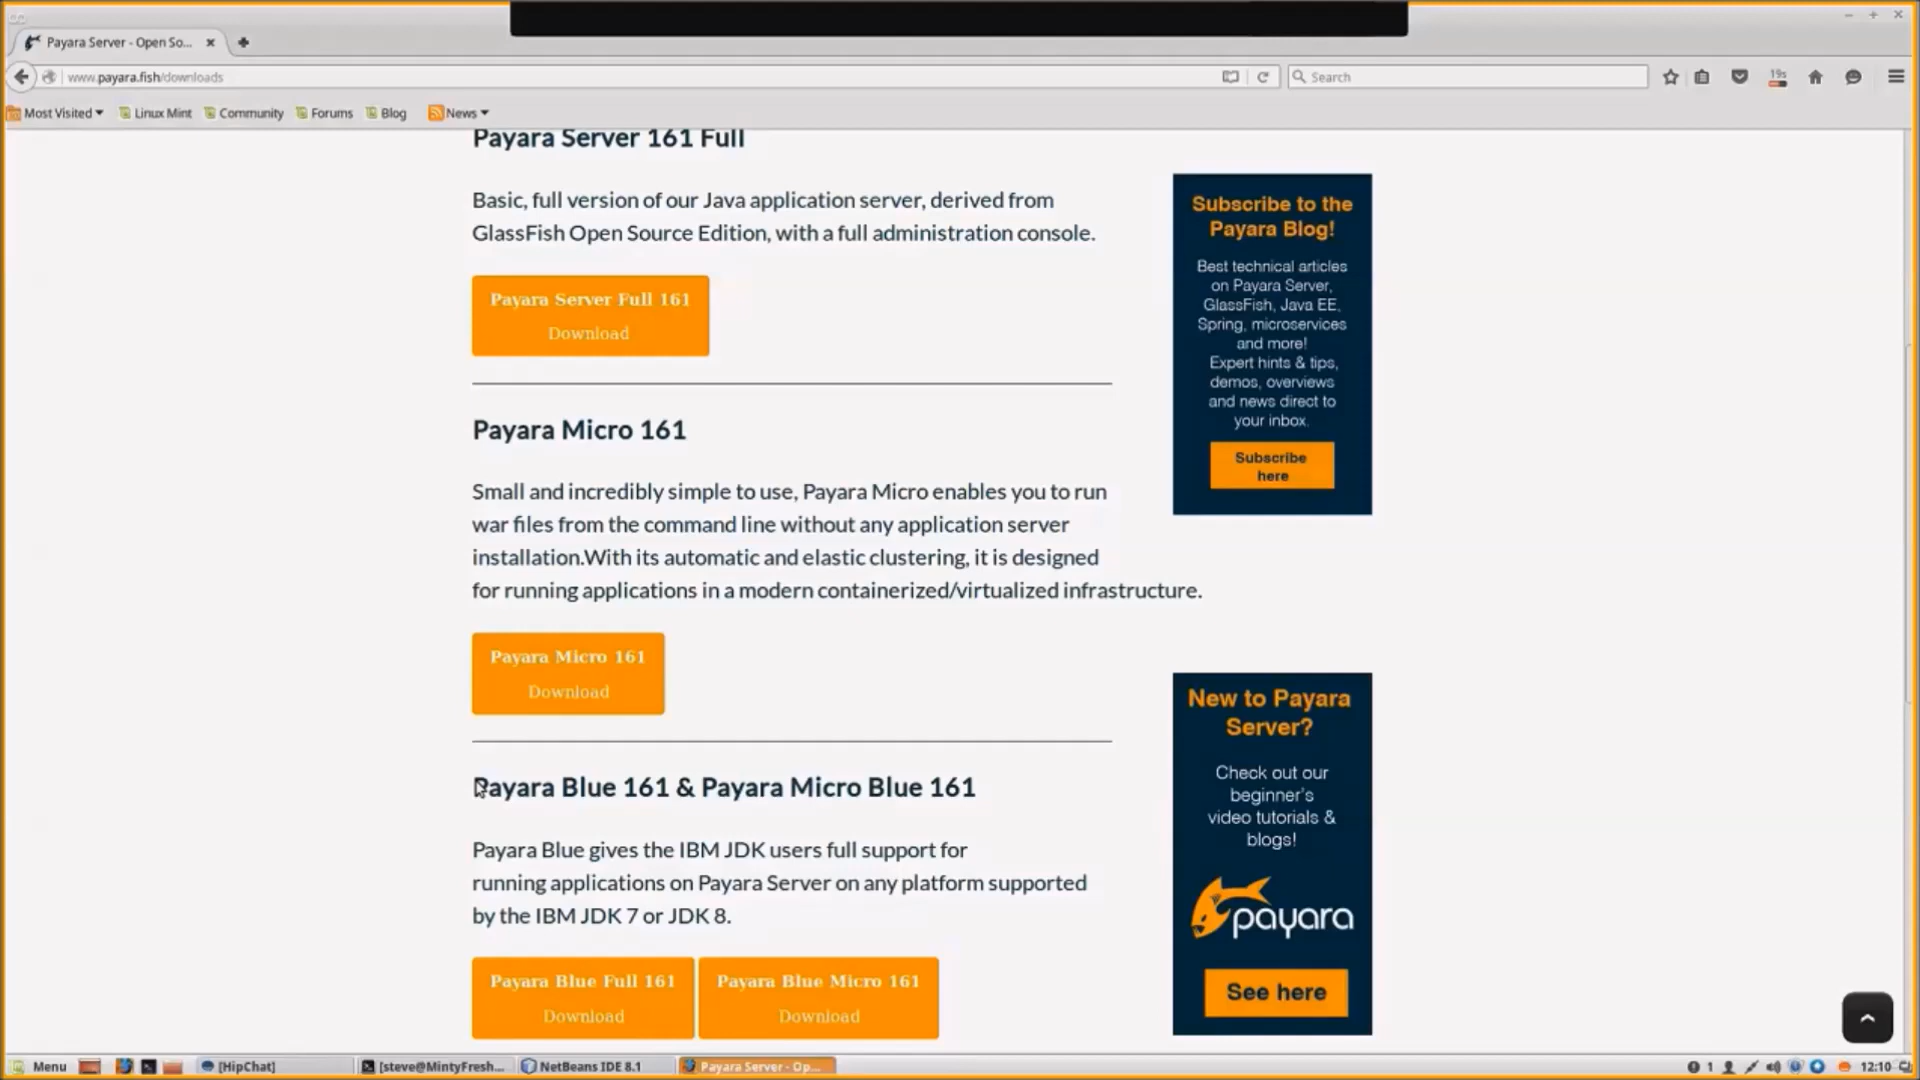 Payara Server - Open So...
www.payara.fish/downloads
Search
19s
Most Visited
Linux Mint
Community
Forums
Blog
News
Payara Server 161 Full
Basic, full version of our Java application server, derived from
GlassFish Open Source Edition, with a full administration console.
Payara Server Full 161
Download
Payara Micro 161
Small and incredibly simple to use, Payara Micro enables you to run
war files from the command line without any application server
installation.With its automatic and elastic clustering, it is designed
for running applications in a modern containerized/virtualized infrastructure.
Payara Micro 161
Download
Payara Blue 161 & Payara Micro Blue 161
Payara Blue gives the IBM JDK users full support for
running applications on Payara Server on any platform supported
by the IBM JDK 7 or JDK 8.
Payara Blue Full 161
Download
Payara Blue Micro 161
Download
Subscribe to the
Payara Blog!
Best technical articles
on Payara Server,
GlassFish, Java EE,
Spring, microservices
and more!
Expert hints & tips,
demos, overviews
and news direct to
your inbox.
Subscribe
here
New to Payara
Server?
Check out our
beginner's
video tutorials &
blogs!
payara
See here
Menu
[HipChat]
[steve@MintyFresh...
NetBeans IDE 8.1
Payara Server - Op...
1
12:10